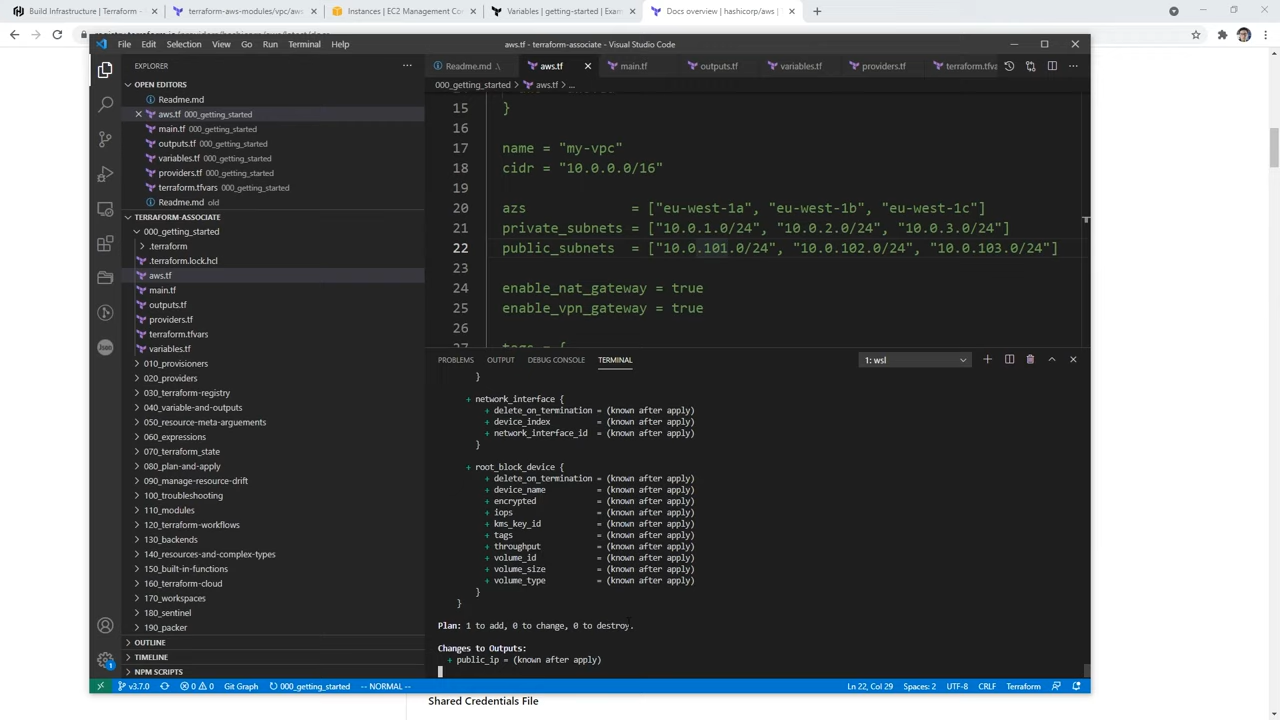 Build Infrastructure | Terraform -
terraform-aws-modules/vpc/aws
Instances | EC2 Management Con
Variables | getting-started | Exam
Docs overview | hashicorp/aws |
File Edit Selection View Go Run Terminal Help
aws.tf - terraform-associate - Visual Studio Code
EXPLORER
OPEN EDITORS
Readme.md
aws.tf 000_getting_started
main.tf 000_getting_started
outputs.tf 000_getting_started
variables.tf 000_getting_started
providers.tf 000_getting_started
terraform.tfvars 000_getting_started
Readme.md old
TERRAFORM-ASSOCIATE
000_getting_started
.terraform
.terraform.lock.hcl
aws.tf
main.tf
outputs.tf
providers.tf
terraform.tfvars
variables.tf
010_provisioners
020_providers
030_terraform-registry
040_variable-and-outputs
050_resource-meta-arguements
060_expressions
070_terraform_state
080_plan-and-apply
090_manage-resource-drift
100_troubleshooting
110_modules
120_terraform-workflows
130_backends
140_resources-and-complex-types
150_built-in-functions
160_terraform-cloud
170_workspaces
180_sentinel
190_packer
OUTLINE
TIMELINE
NPM SCRIPTS
Readme.md .\
aws.tf
main.tf
outputs.tf
variables.tf
providers.tf
terraform.tfva
000_getting_started > aws.tf > ...
15 }
16
17 name = "my-vpc"
18 cidr = "10.0.0.0/16"
19
20 azs = ["eu-west-1a", "eu-west-1b", "eu-west-1c"]
21 private_subnets = ["10.0.1.0/24", "10.0.2.0/24", "10.0.3.0/24"]
22 public_subnets = ["10.0.101.0/24", "10.0.102.0/24", "10.0.103.0/24"]
23
24 enable_nat_gateway = true
25 enable_vpn_gateway = true
26
27 tags = {
PROBLEMS OUTPUT DEBUG CONSOLE TERMINAL
1: wsl
}
+ network_interface {
+ delete_on_termination = (known after apply)
+ device_index = (known after apply)
+ network_interface_id = (known after apply)
}
+ root_block_device {
+ delete_on_termination = (known after apply)
+ device_name = (known after apply)
+ encrypted = (known after apply)
+ iops = (known after apply)
+ kms_key_id = (known after apply)
+ tags = (known after apply)
+ throughput = (known after apply)
+ volume_id = (known after apply)
+ volume_size = (known after apply)
+ volume_type = (known after apply)
}
}
Plan: 1 to add, 0 to change, 0 to destroy.
Changes to Outputs:
+ public_ip = (known after apply)
v3.7.0 0 0 Git Graph 000_getting_started -- NORMAL -- Ln 22, Col 29 Spaces: 2 UTF-8 CRLF Terraform
Shared Credentials File